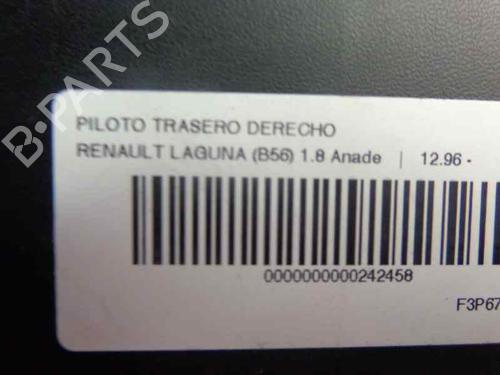 PILOTO TRASERO DERECHO
RENAULT LAGUNA (B56) 1.8 Anade | 12.96 -
0000000000242458
F3P67
B-PARTS